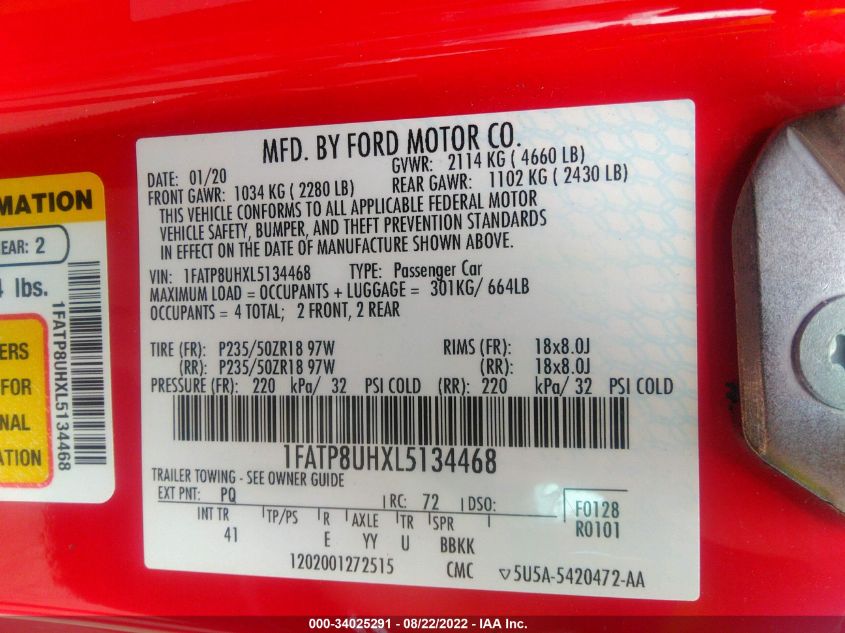 MFD. BY FORD MOTOR CO.
DATE: 01/20
GVWR: 2114 KG ( 4660 LB)
FRONT GAWR: 1034 KG ( 2280 LB)
REAR GAWR: 1102 KG ( 2430 LB)
THIS VEHICLE CONFORMS TO ALL APPLICABLE FEDERAL MOTOR
VEHICLE SAFETY, BUMPER, AND THEFT PREVENTION STANDARDS
IN EFFECT ON THE DATE OF MANUFACTURE SHOWN ABOVE.
VIN: 1FATP8UHXL5134468 TYPE: Passenger Car
MAXIMUM LOAD = OCCUPANTS + LUGGAGE = 301KG/ 664LB
OCCUPANTS = 4 TOTAL; 2 FRONT, 2 REAR
TIRE (FR): P235/50ZR18 97W RIMS (FR): 18x8.0J
(RR): P235/50ZR18 97W (RR): 18x8.0J
PRESSURE (FR): 220 kPa/ 32 PSI COLD (RR): 220 kPa/ 32 PSI COLD
1FATP8UHXL5134468
TRAILER TOWING - SEE OWNER GUIDE
EXT PNT: PQ RC: 72 DSO: F0128
R0101
INT TR TP/PS R AXLE TR SPR
41 E YY U BBKK
1202001272515 CMC ▽5U5A-5420472-AA
RMATION
EAR: 2
4 lbs.
ERS
FOR
NAL
ATION
1FATP8UHXL5134468
000-34025291 - 08/22/2022 - IAA Inc.